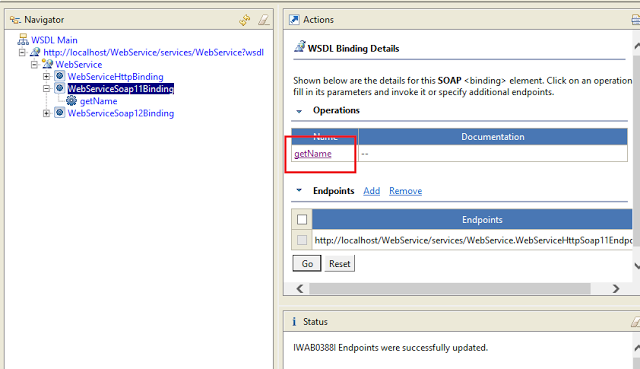 Navigator
WSDL Main
http://localhost/WebService/services/WebService?wsdl
WebService
WebServiceHttpBinding
WebServiceSoap11Binding
getName
WebServiceSoap12Binding
Actions
WSDL Binding Details
Shown below are the details for this SOAP <binding> element. Click on an operation
fill in its parameters and invoke it or specify additional endpoints.
Operations
Name Documentation
getName --
Endpoints Add Remove
Endpoints
http://localhost/WebService/services/WebService.WebServiceHttpSoap11Endpo
Go Reset
Status
IWAB0388I Endpoints were successfully updated.